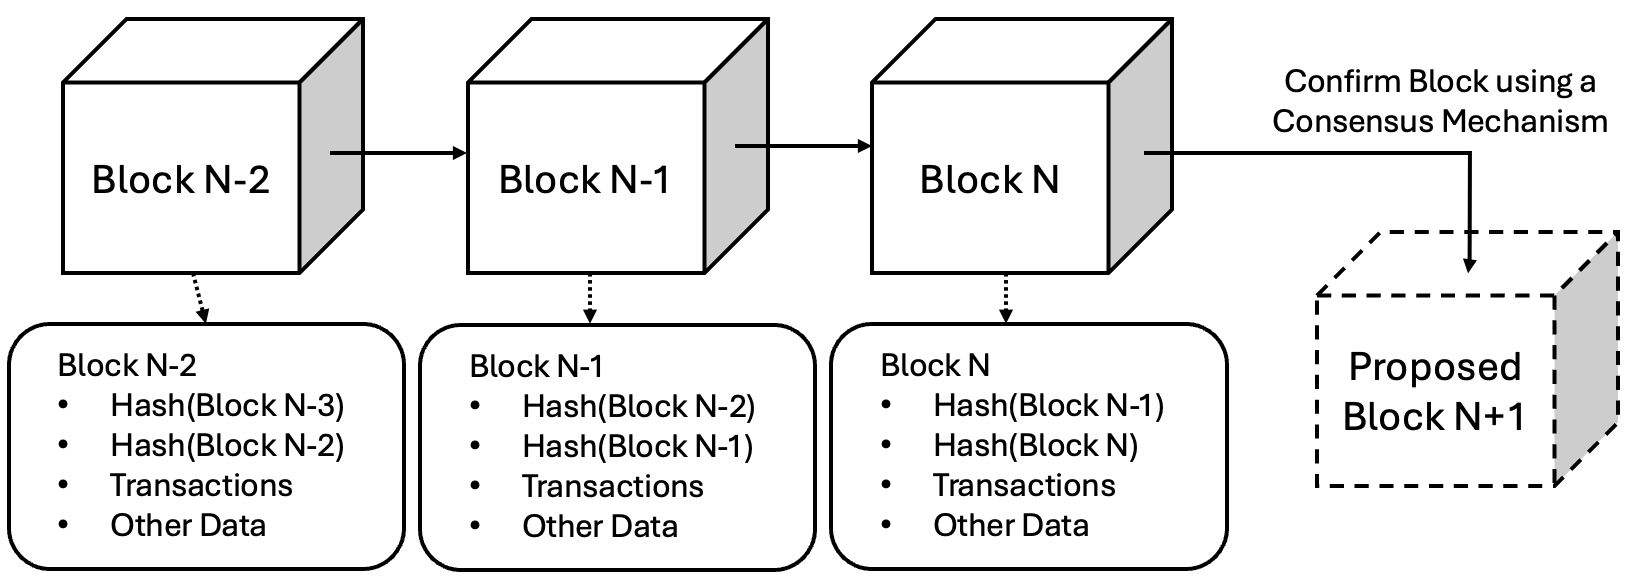 Block N-2
Block N-1
Block N
Confirm Block using a
Consensus Mechanism
Proposed
Block N+1
Block N-2
• Hash(Block N-3)
• Hash(Block N-2)
• Transactions
• Other Data
Block N-1
• Hash(Block N-2)
• Hash(Block N-1)
• Transactions
• Other Data
Block N
• Hash(Block N-1)
• Hash(Block N)
• Transactions
• Other Data